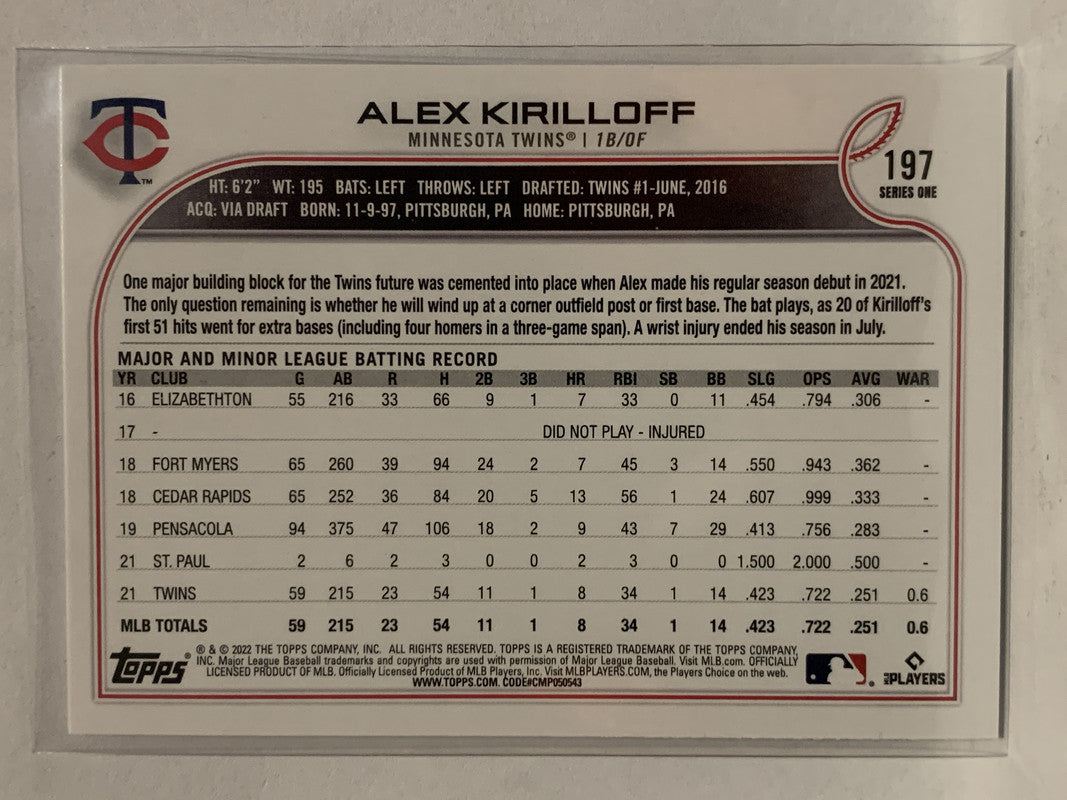 ALEX KIRILLOFF
MINNESOTA TWINS® | 1B/OF
TC TM
197
SERIES ONE
HT: 6'2" WT: 195 BATS: LEFT THROWS: LEFT DRAFTED: TWINS #1-JUNE, 2016
ACQ: VIA DRAFT BORN: 11-9-97, PITTSBURGH, PA HOME: PITTSBURGH, PA
One major building block for the Twins future was cemented into place when Alex made his regular season debut in 2021.
The only question remaining is whether he will wind up at a corner outfield post or first base. The bat plays, as 20 of Kirilloff's
first 51 hits went for extra bases (including four homers in a three-game span). A wrist injury ended his season in July.
MAJOR AND MINOR LEAGUE BATTING RECORD
YR CLUB G AB R H 2B 3B HR RBI SB BB SLG OPS AVG WAR
16 ELIZABETHTON 55 216 33 66 9 1 7 33 0 11 .454 .794 .306 -
17 - DID NOT PLAY - INJURED
18 FORT MYERS 65 260 39 94 24 2 7 45 3 14 .550 .943 .362 -
18 CEDAR RAPIDS 65 252 36 84 20 5 13 56 1 24 .607 .999 .333 -
19 PENSACOLA 94 375 47 106 18 2 9 43 7 29 .413 .756 .283 -
21 ST. PAUL 2 6 2 3 0 0 2 3 0 0 1.500 2.000 .500 -
21 TWINS 59 215 23 54 11 1 8 34 1 14 .423 .722 .251 0.6
MLB TOTALS 59 215 23 54 11 1 8 34 1 14 .423 .722 .251 0.6
topps®
® & © 2022 THE TOPPS COMPANY, INC. ALL RIGHTS RESERVED. TOPPS IS A REGISTERED TRADEMARK OF THE TOPPS COMPANY,
INC. Major League Baseball trademarks and copyrights are used with permission of Major League Baseball. Visit MLB.com. OFFICIALLY
LICENSED PRODUCT OF MLB. Officially Licensed Product of MLB Players, Inc. Visit MLBPLAYERS.COM, the Players Choice on the web.
WWW.TOPPS.COM. CODE#CMP050543
MLB PLAYERS